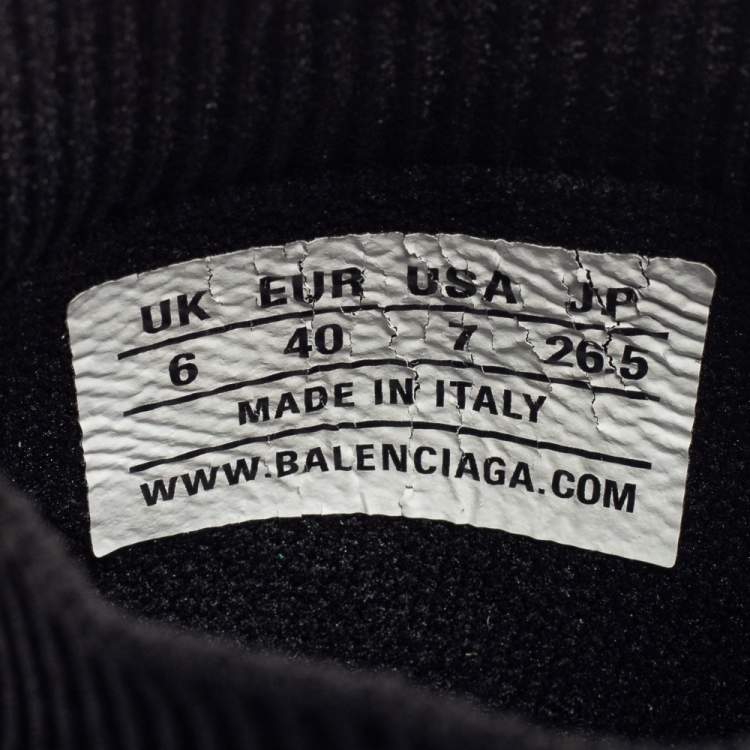 UK EUR USA JP
6 40 7 26.5
MADE IN ITALY
WWW.BALENCIAGA.COM